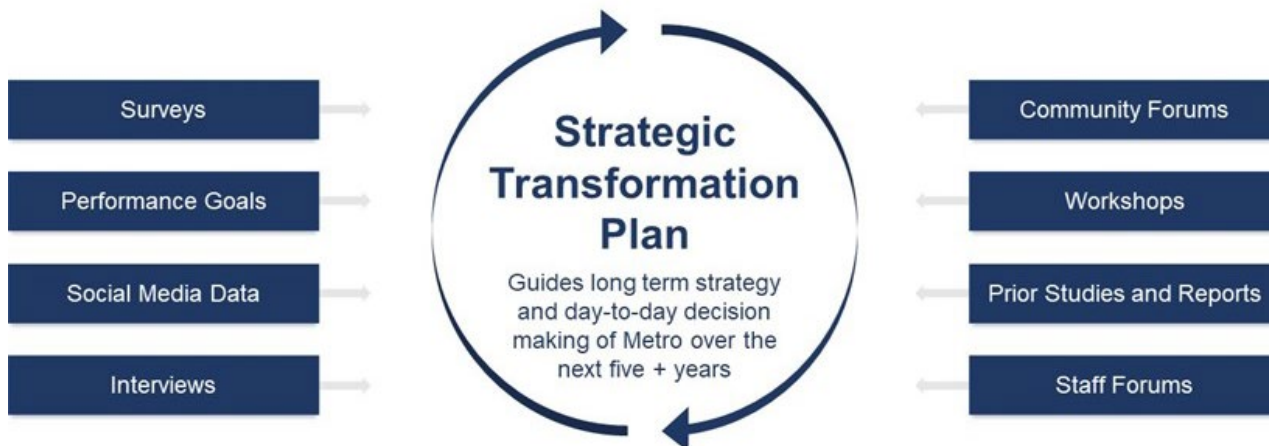 Surveys
Performance Goals
Social Media Data
Interviews
Strategic
Transformation
Plan
Guides long term strategy
and day-to-day decision
making of Metro over the
next five + years
Community Forums
Workshops
Prior Studies and Reports
Staff Forums